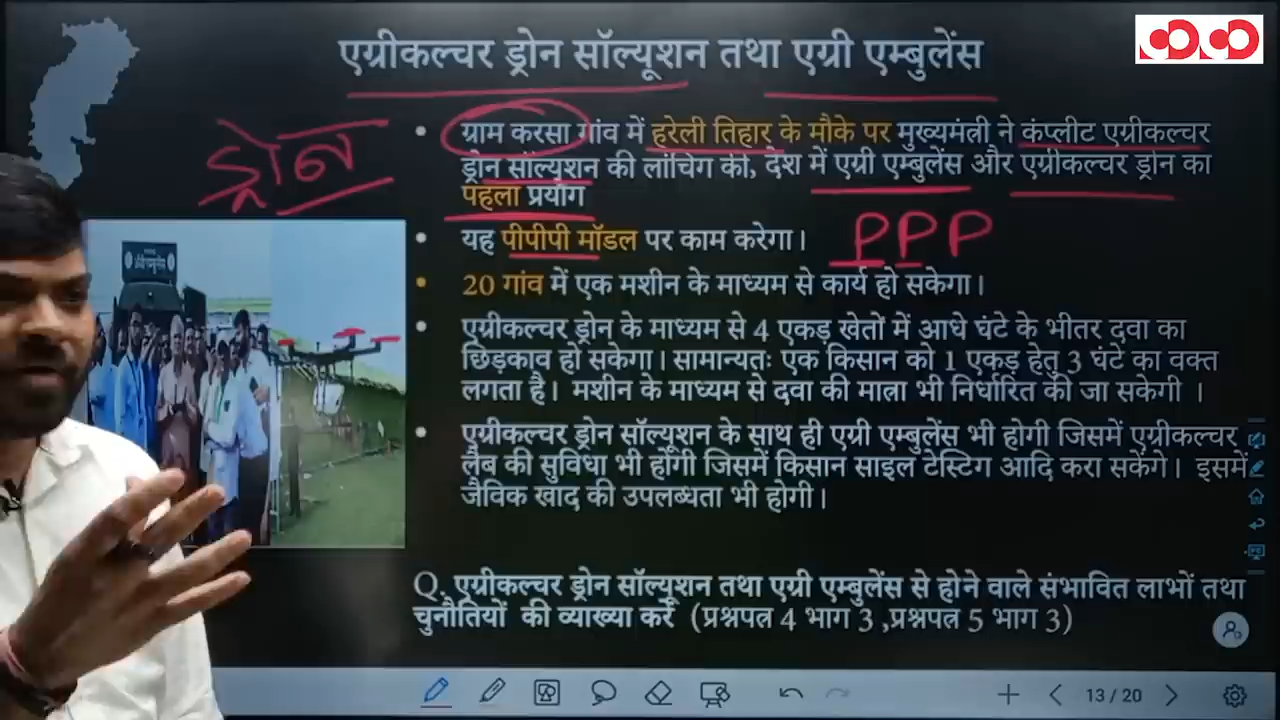 एग्रीकल्चर ड्रोन सॉल्यूशन तथा एग्री एम्बुलेंस
ड्रोन
• ग्राम करसा गांव में हरेली तिहार के मौके पर मुख्यमंत्री ने कंप्लीट एग्रीकल्चर
ड्रोन सॉल्यूशन की लांचिंग की, देश में एग्री एम्बुलेंस और एग्रीकल्चर ड्रोन का
पहला प्रयोग
• यह पीपीपी मॉडल पर काम करेगा।
PPP
• 20 गांव में एक मशीन के माध्यम से कार्य हो सकेगा।
• एग्रीकल्चर ड्रोन के माध्यम से 4 एकड़ खेतों में आधे घंटे के भीतर दवा का
छिड़काव हो सकेगा। सामान्यतः एक किसान को 1 एकड़ हेतु 3 घंटे का वक्त
लगता है। मशीन के माध्यम से दवा की मात्रा भी निर्धारित की जा सकेगी ।
• एग्रीकल्चर ड्रोन सॉल्यूशन के साथ ही एग्री एम्बुलेंस भी होगी जिसमें एग्रीकल्चर
लैब की सुविधा भी होगी जिसमें किसान साइल टेस्टिंग आदि करा सकेंगे। इसमें
जैविक खाद की उपलब्धता भी होगी।
Q. एग्रीकल्चर ड्रोन सॉल्यूशन तथा एग्री एम्बुलेंस से होने वाले संभावित लाभों तथा
चुनौतियों की व्याख्या करें (प्रश्नपत्र 4 भाग 3 ,प्रश्नपत्र 5 भाग 3)
13 / 20